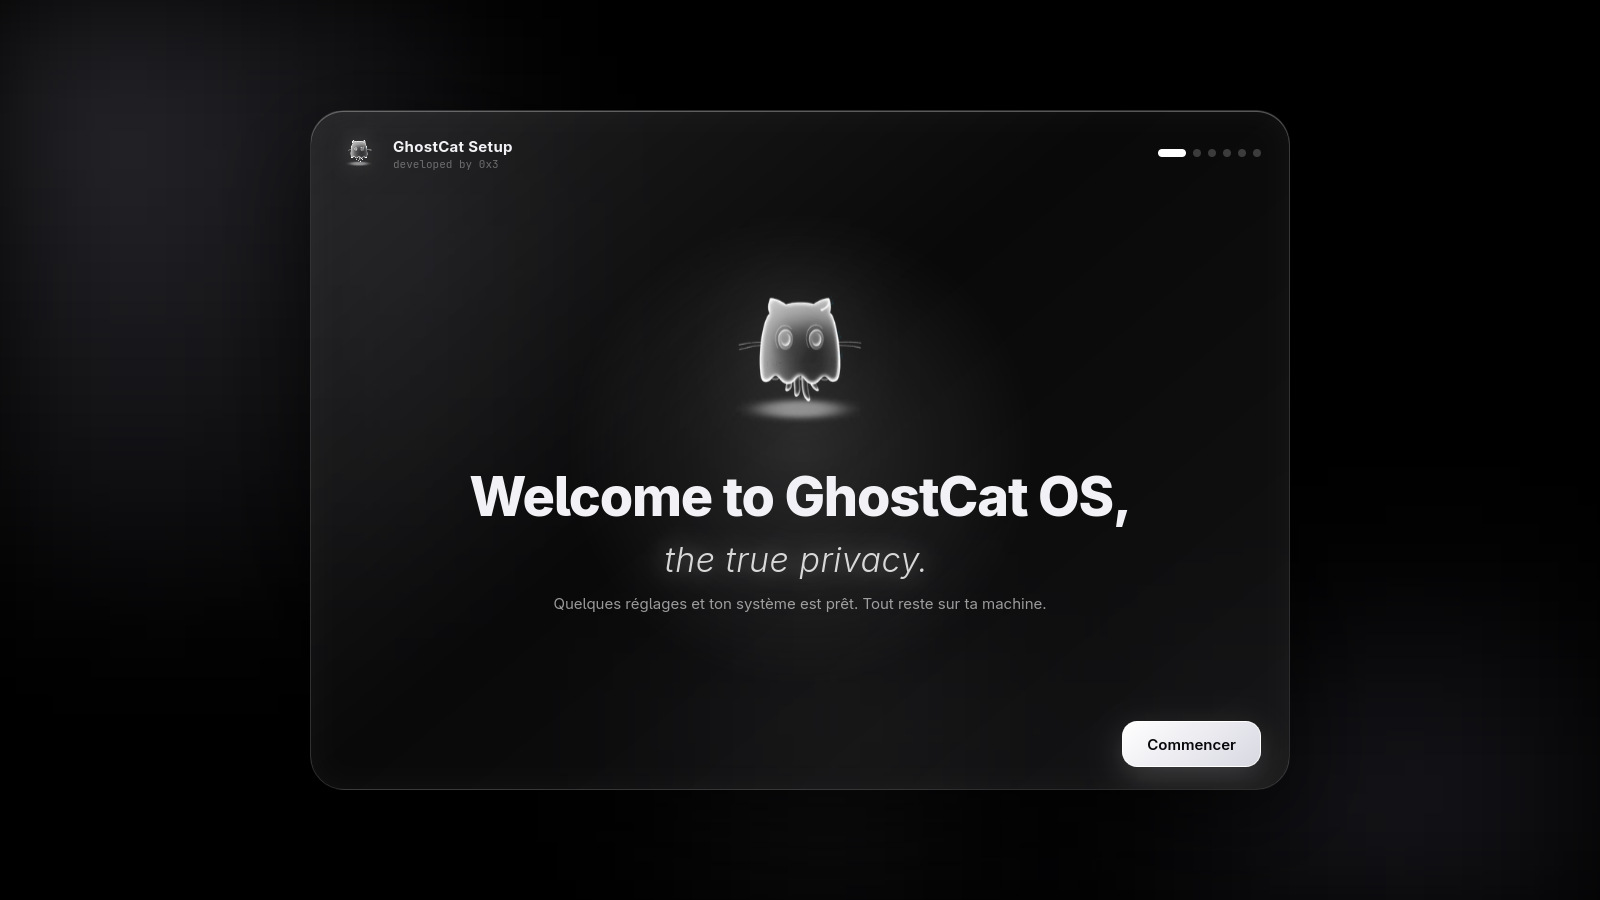 GhostCat Setup
developed by 0x3
Welcome to GhostCat OS,
the true privacy.
Quelques réglages et ton système est prêt. Tout reste sur ta machine.
Commencer